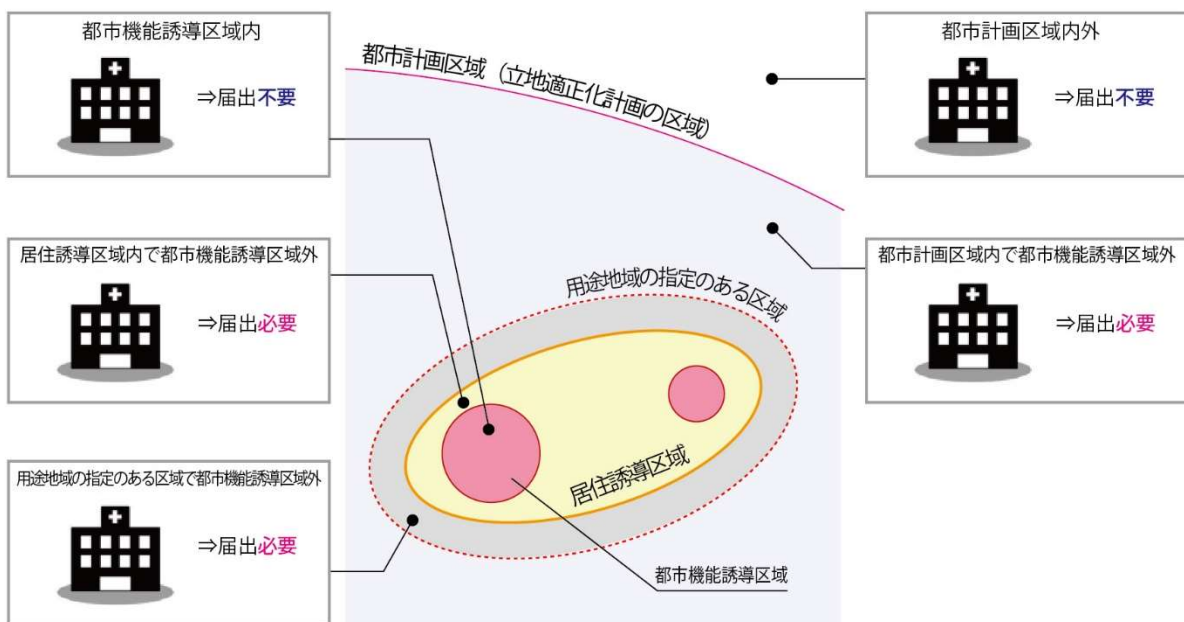 都市機能誘導区域内
⇒届出不要
都市計画区域(立地適正化計画の区域)
都市計画区域内外
⇒届出不要
居住誘導区域内で都市機能誘導区域外
⇒届出必要
都市計画区域内で都市機能誘導区域外
⇒届出必要
用途地域の指定のある区域
居住誘導区域
用途地域の指定のある区域で都市機能誘導区域外
⇒届出必要
都市機能誘導区域